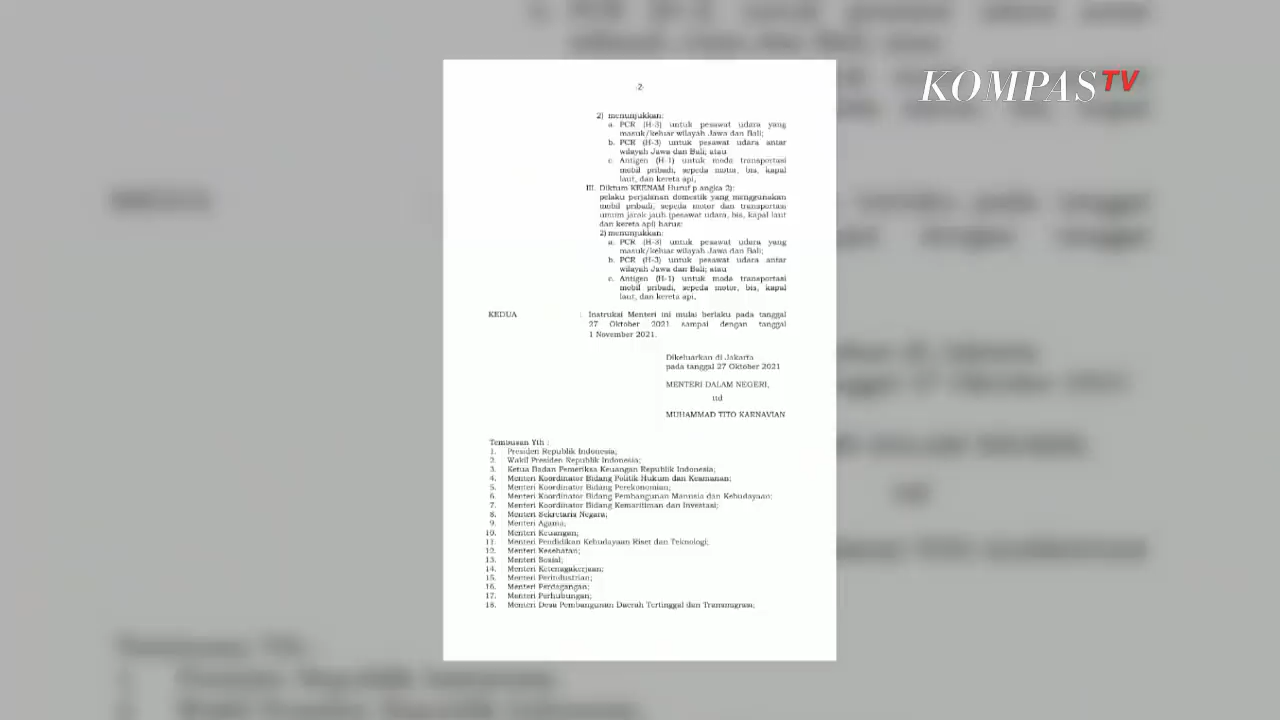 KOMPASTV
-2-
2) menunjukkan:
a. PCR (H-3) untuk pesawat udara yang
masuk/keluar wilayah Jawa dan Bali;
b. PCR (H-3) untuk pesawat udara antar
wilayah Jawa dan Bali; atau
c. Antigen (H-1) untuk moda transportasi
mobil pribadi, sepeda motor, bis, kapal
laut, dan kereta api,
III. Diktum KEENAM Huruf p angka 2):
pelaku perjalanan domestik yang menggunakan
mobil pribadi, sepeda motor dan transportasi
umum jarak jauh (pesawat udara, bis, kapal laut
dan kereta api) harus:
2) menunjukkan:
a. PCR (H-3) untuk pesawat udara yang
masuk/keluar wilayah Jawa dan Bali;
b. PCR (H-3) untuk pesawat udara antar
wilayah Jawa dan Bali; atau
c. Antigen (H-1) untuk moda transportasi
mobil pribadi, sepeda motor, bis, kapal
laut, dan kereta api,
KEDUA : Instruksi Menteri ini mulai berlaku pada tanggal
27 Oktober 2021 sampai dengan tanggal
1 November 2021.
Dikeluarkan di Jakarta
pada tanggal 27 Oktober 2021
MENTERI DALAM NEGERI,
ttd
MUHAMMAD TITO KARNAVIAN
Tembusan Yth :
1. Presiden Republik Indonesia;
2. Wakil Presiden Republik Indonesia;
3. Ketua Badan Pemeriksa Keuangan Republik Indonesia;
4. Menteri Koordinator Bidang Politik Hukum dan Keamanan;
5. Menteri Koordinator Bidang Perekonomian;
6. Menteri Koordinator Bidang Pembangunan Manusia dan Kebudayaan;
7. Menteri Koordinator Bidang Kemaritiman dan Investasi;
8. Menteri Sekretaris Negara;
9. Menteri Agama;
10. Menteri Keuangan;
11. Menteri Pendidikan Kebudayaan Riset dan Teknologi;
12. Menteri Kesehatan;
13. Menteri Sosial;
14. Menteri Ketenagakerjaan;
15. Menteri Perindustrian;
16. Menteri Perdagangan;
17. Menteri Perhubungan;
18. Menteri Desa Pembangunan Daerah Tertinggal dan Transmigrasi;